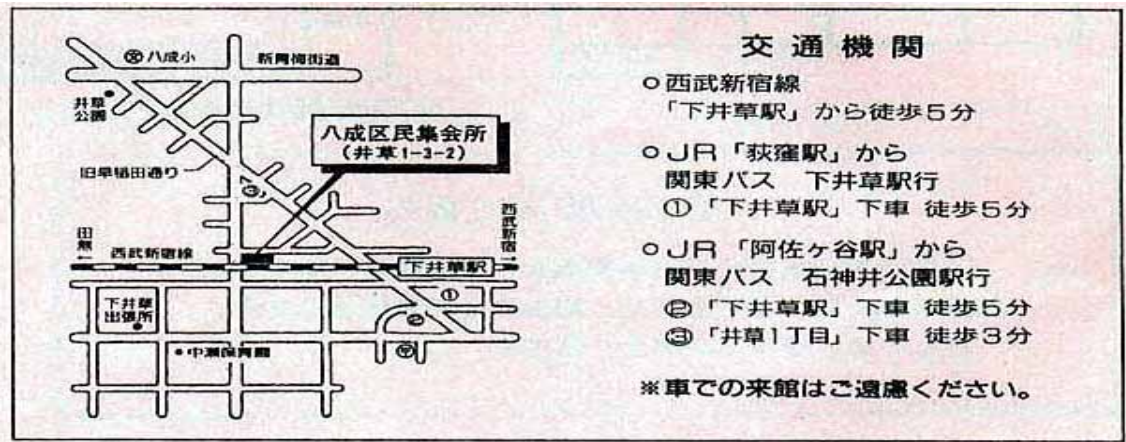 八成小
新青梅街道
井草
公園
八成区民集会所
(井草1-3-2)
旧早稲田通り
③
田無
←
西武新宿線
下井草駅
西武新宿
→
①
下井草
出張所
②
中瀬保育園
〒
交通機関
○西武新宿線
「下井草駅」から徒歩5分
○JR「荻窪駅」から
関東バス 下井草駅行
①「下井草駅」下車 徒歩5分
○JR「阿佐ヶ谷駅」から
関東バス 石神井公園駅行
②「下井草駅」下車 徒歩5分
③「井草1丁目」下車 徒歩3分
※車での来館はご遠慮ください。